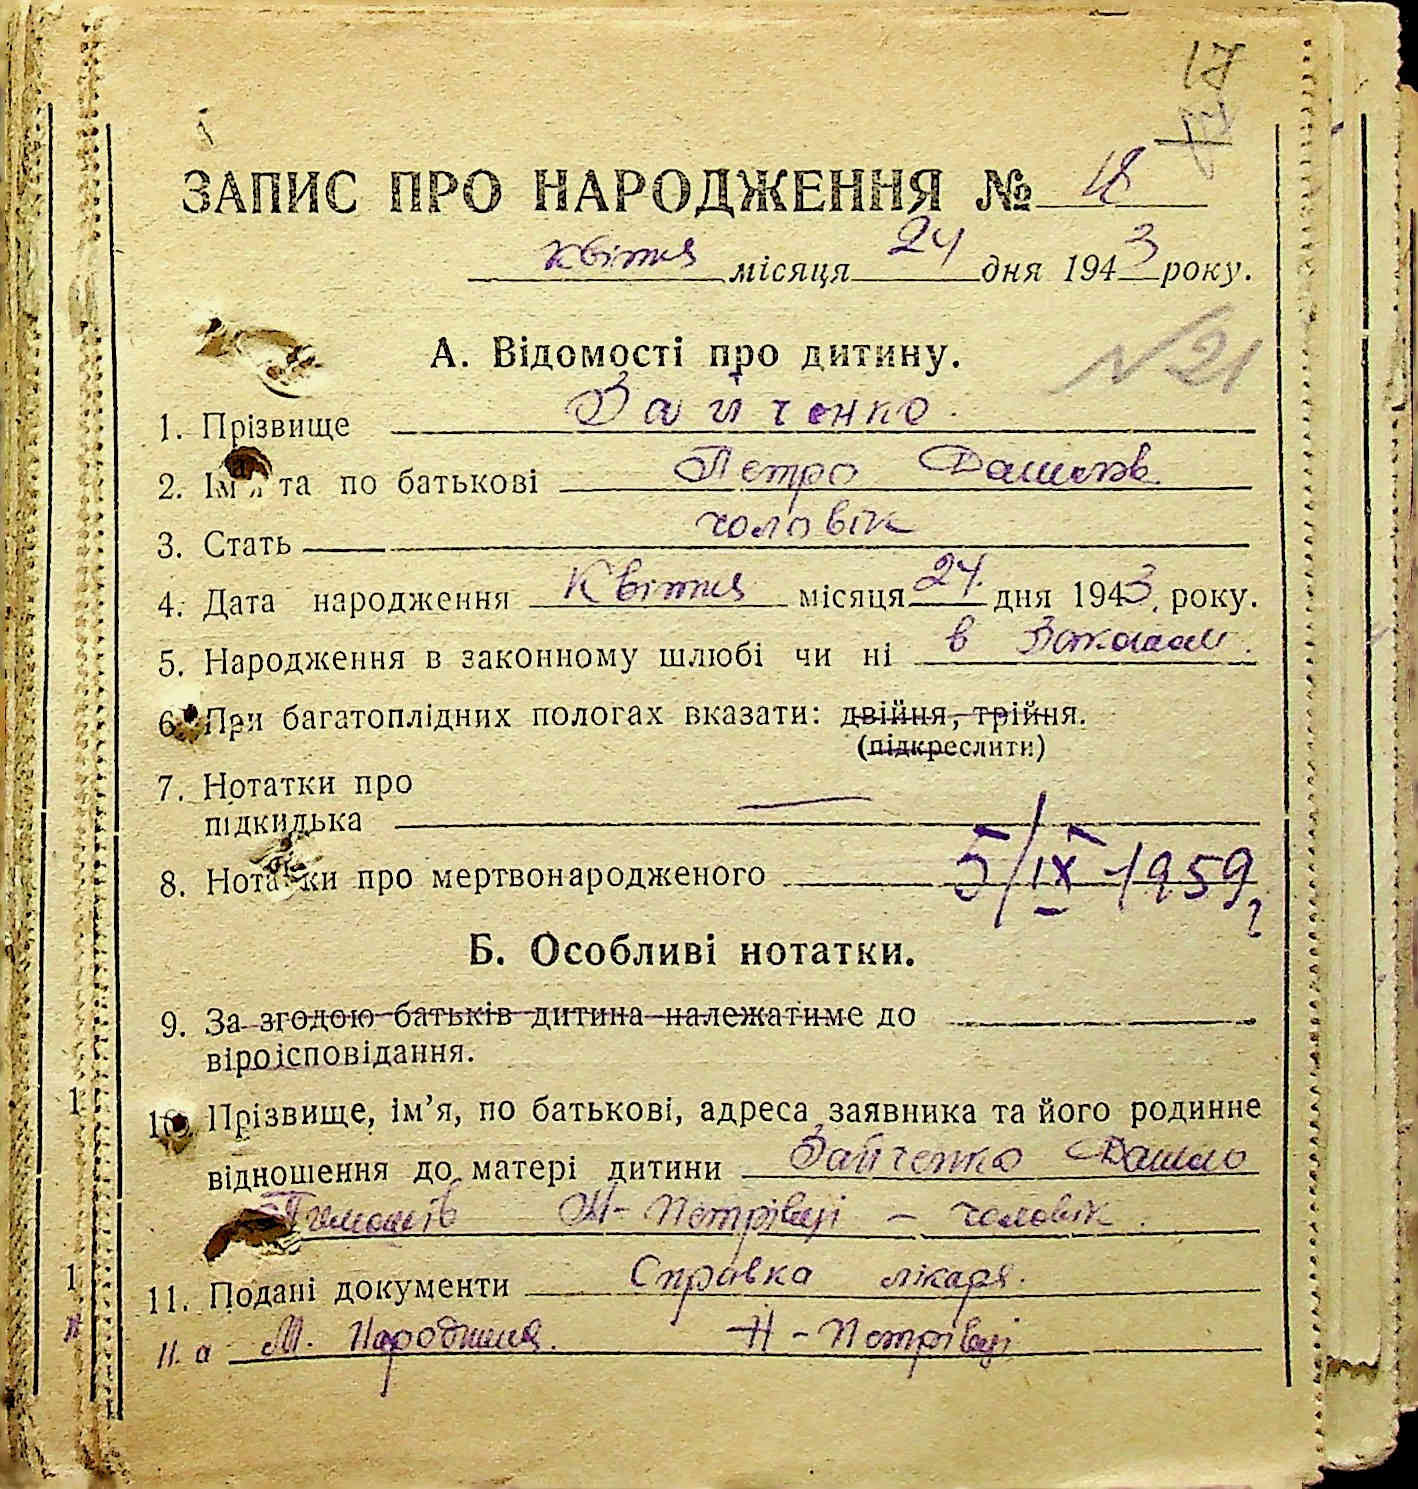 ЗАПИС ПРО НАРОДЖЕННЯ № 18
квітня місяця 24 дня 1943 року.
А. Відомості про дитину.
№21
1. Прізвище Зайченко
2. Ім'я та по батькові Петро Данилів
3. Стать чоловік
4. Дата народження Квітня місяця 24 дня 1943 року.
5. Народження в законному шлюбі чи ні в
6. При багатоплідних пологах вказати: двійня, трійня.
(підкреслити)
7. Нотатки про
підкидька —
8. Нотатки про мертвонародженого 5/IX 1959
Б. Особливі нотатки.
9. За згодою батьків дитина належатиме до
віроісповідання.
10. Прізвище, ім'я, по батькові, адреса заявника та його родинне
відношення до матері дитини Зайченко Данило
Тимошів Н-Петрівці – чоловік.
11. Подані документи Справка лікаря.
11. а М. Народження. Н-Петрівці